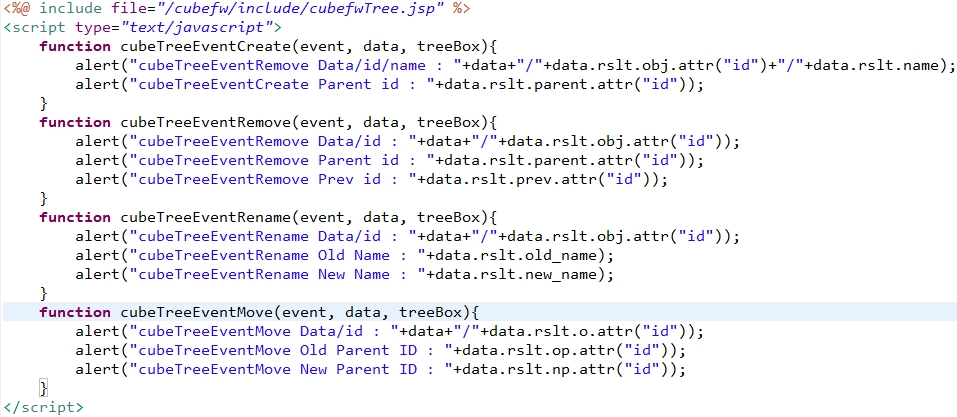 <%@ include file="/cubefw/include/cubefwTree.jsp" %>
<script type="text/javascript">
    function cubeTreeEventCreate(event, data, treeBox){
        alert("cubeTreeEventRemove Data/id/name : "+data+"/"+data.rslt.obj.attr("id")+"/"+data.rslt.name);
        alert("cubeTreeEventCreate Parent id : "+data.rslt.parent.attr("id"));
    }
    function cubeTreeEventRemove(event, data, treeBox){
        alert("cubeTreeEventRemove Data/id : "+data+"/"+data.rslt.obj.attr("id"));
        alert("cubeTreeEventRemove Parent id : "+data.rslt.parent.attr("id"));
        alert("cubeTreeEventRemove Prev id : "+data.rslt.prev.attr("id"));
    }
    function cubeTreeEventRename(event, data, treeBox){
        alert("cubeTreeEventRename Data/id : "+data+"/"+data.rslt.obj.attr("id"));
        alert("cubeTreeEventRename Old Name : "+data.rslt.old_name);
        alert("cubeTreeEventRename New Name : "+data.rslt.new_name);
    }
    function cubeTreeEventMove(event, data, treeBox){
        alert("cubeTreeEventMove Data/id : "+data+"/"+data.rslt.o.attr("id"));
        alert("cubeTreeEventMove Old Parent ID : "+data.rslt.op.attr("id"));
        alert("cubeTreeEventMove New Parent ID : "+data.rslt.np.attr("id"));
    }
</script>